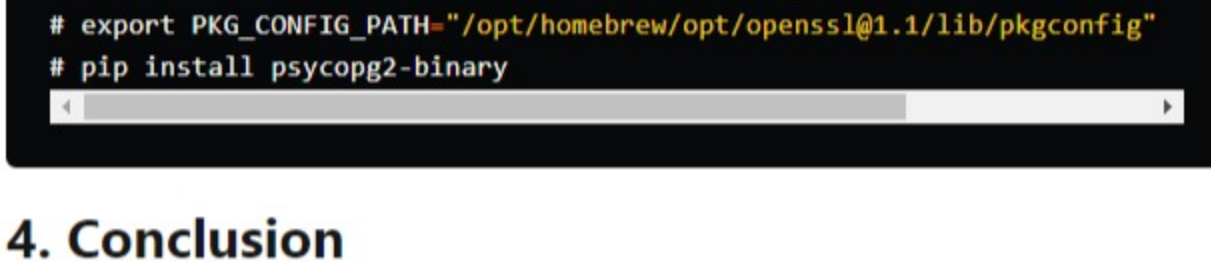 # export PKG_CONFIG_PATH="/opt/homebrew/opt/openssl@1.1/lib/pkgconfig"
# pip install psycopg2-binary
4. Conclusion